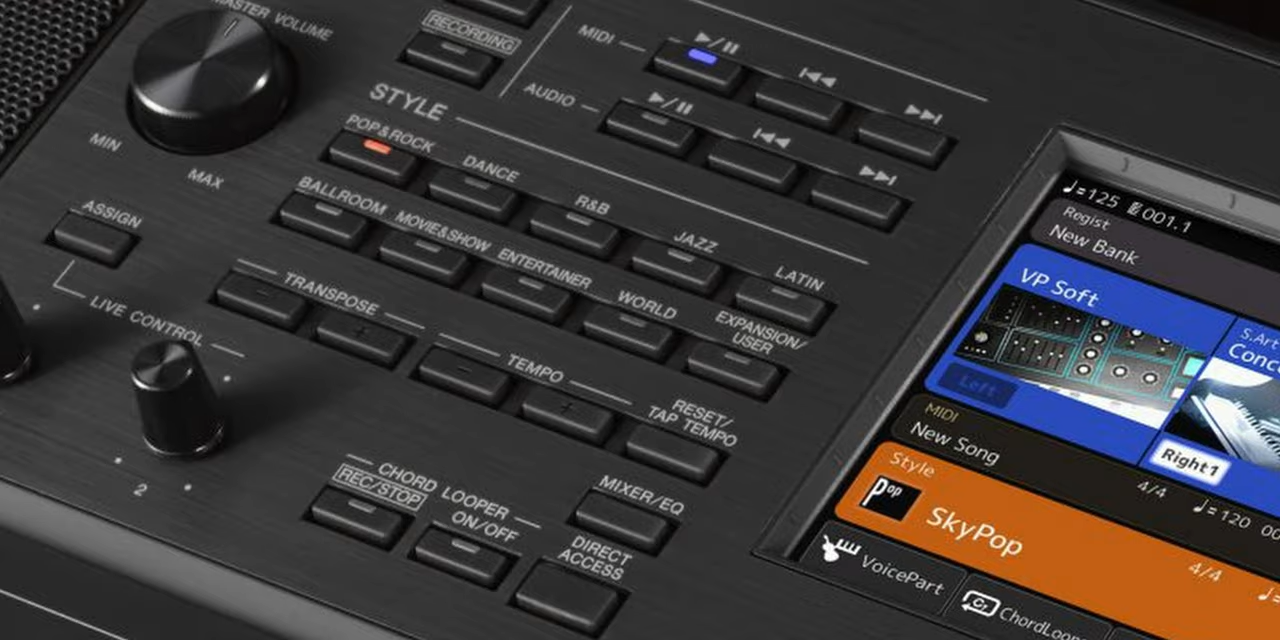 MASTER VOLUME
MIN
MAX
RECORDING
MIDI
AUDIO
STYLE
POP&ROCK
DANCE
R&B
JAZZ
LATIN
BALLROOM
MOVIE&SHOW
ENTERTAINER
WORLD
EXPANSION/
USER
ASSIGN
LIVE CONTROL
2
TRANSPOSE
- +
TEMPO
- +
RESET/
TAP TEMPO
CHORD LOOPER
REC/STOP
ON/OFF
MIXER/EQ
DIRECT
ACCESS
♩=125 001.1
Regist
New Bank
VP Soft
Left
S.Art
Conc
Right1
MIDI
New Song
4/4 ♩=120 00
Style
Pop
SkyPop
4/4 ♩=
VoicePart
ChordLoop